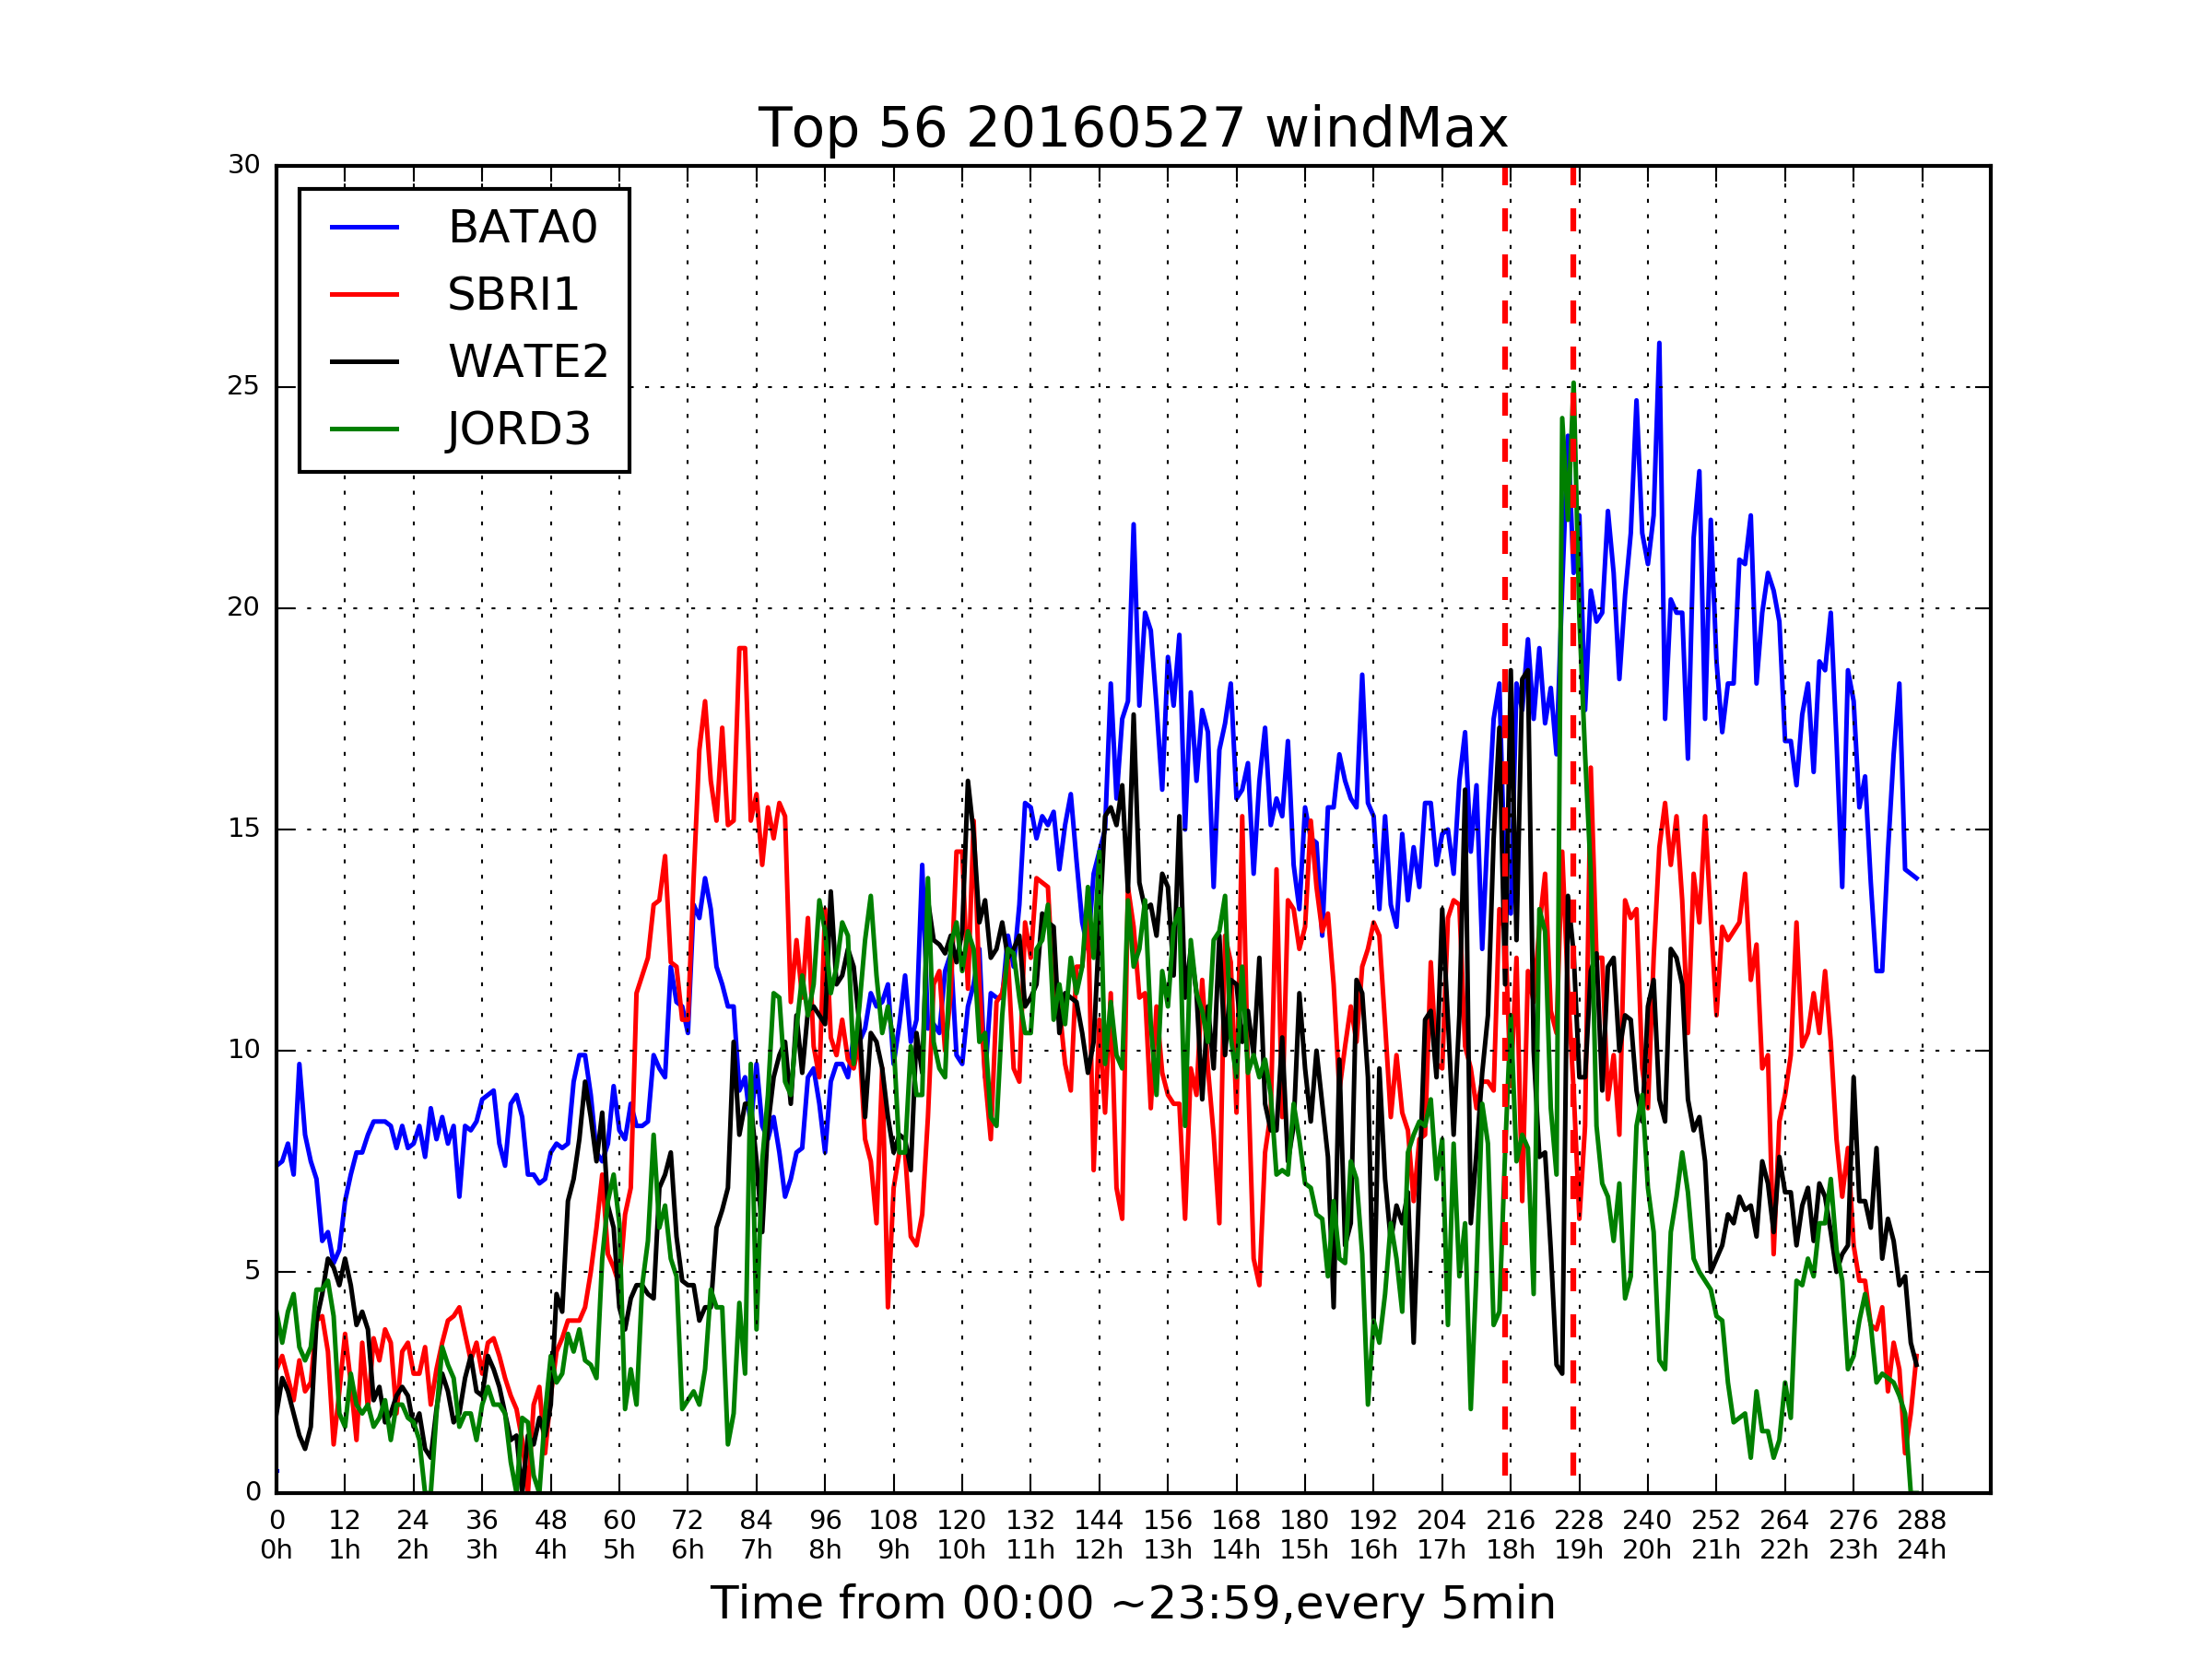 Top 56 20160527 windMax
30
25
20
15
10
5
0
BATA0
SBRI1
WATE2
JORD3
0 12 24 36 48 60 72 84 96 108 120 132 144 156 168 180 192 204 216 228 240 252 264 276 288
0h 1h 2h 3h 4h 5h 6h 7h 8h 9h 10h 11h 12h 13h 14h 15h 16h 17h 18h 19h 20h 21h 22h 23h 24h
Time from 00:00 ~23:59,every 5min